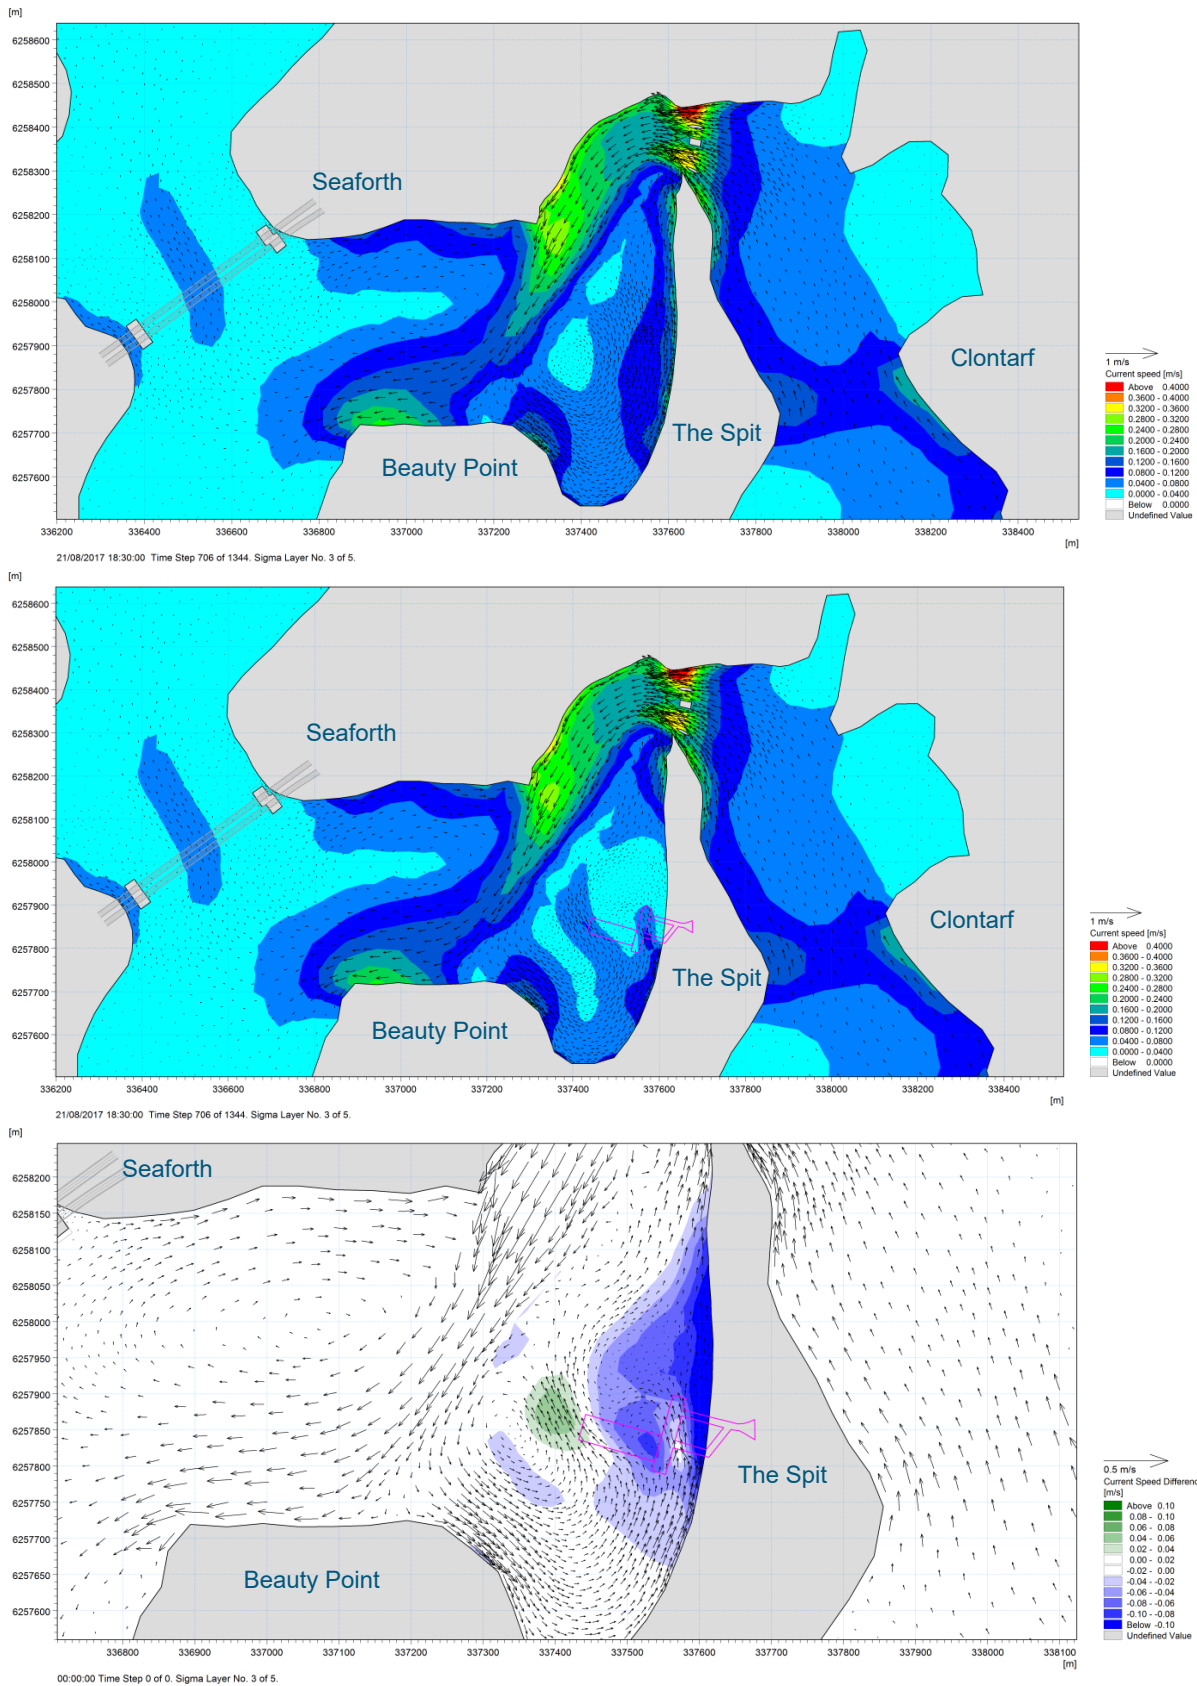 [m]
6258600
6258500
6258400
6258300
6258200
6258100
6258000
6257900
6257800
6257700
6257600
Seaforth
Clontarf
The Spit
Beauty Point
336200 336400 336600 336800 337000 337200 337400 337600 337800 338000 338200 338400
[m]
21/08/2017 18:30:00 Time Step 706 of 1344. Sigma Layer No. 3 of 5.
1 m/s
Current speed [m/s]
Above 0.4000
0.3600 - 0.4000
0.3200 - 0.3600
0.2800 - 0.3200
0.2400 - 0.2800
0.2000 - 0.2400
0.1600 - 0.2000
0.1200 - 0.1600
0.0800 - 0.1200
0.0400 - 0.0800
0.0000 - 0.0400
Below 0.0000
Undefined Value
[m]
6258600
6258500
6258400
6258300
6258200
6258100
6258000
6257900
6257800
6257700
6257600
Seaforth
Clontarf
The Spit
Beauty Point
336200 336400 336600 336800 337000 337200 337400 337600 337800 338000 338200 338400
[m]
21/08/2017 18:30:00 Time Step 706 of 1344. Sigma Layer No. 3 of 5.
1 m/s
Current speed [m/s]
Above 0.4000
0.3600 - 0.4000
0.3200 - 0.3600
0.2800 - 0.3200
0.2400 - 0.2800
0.2000 - 0.2400
0.1600 - 0.2000
0.1200 - 0.1600
0.0800 - 0.1200
0.0400 - 0.0800
0.0000 - 0.0400
Below 0.0000
Undefined Value
[m]
6258200
6258150
6258100
6258050
6258000
6257950
6257900
6257850
6257800
6257750
6257700
6257650
6257600
Seaforth
The Spit
Beauty Point
336800 336900 337000 337100 337200 337300 337400 337500 337600 337700 337800 337900 338000 338100
[m]
00:00:00 Time Step 0 of 0. Sigma Layer No. 3 of 5.
0.5 m/s
Current Speed Differenc
[m/s]
Above 0.10
0.08 - 0.10
0.06 - 0.08
0.04 - 0.06
0.02 - 0.04
0.00 - 0.02
-0.02 - 0.00
-0.04 - -0.02
-0.06 - -0.04
-0.08 - -0.06
-0.10 - -0.08
Below -0.10
Undefined Value